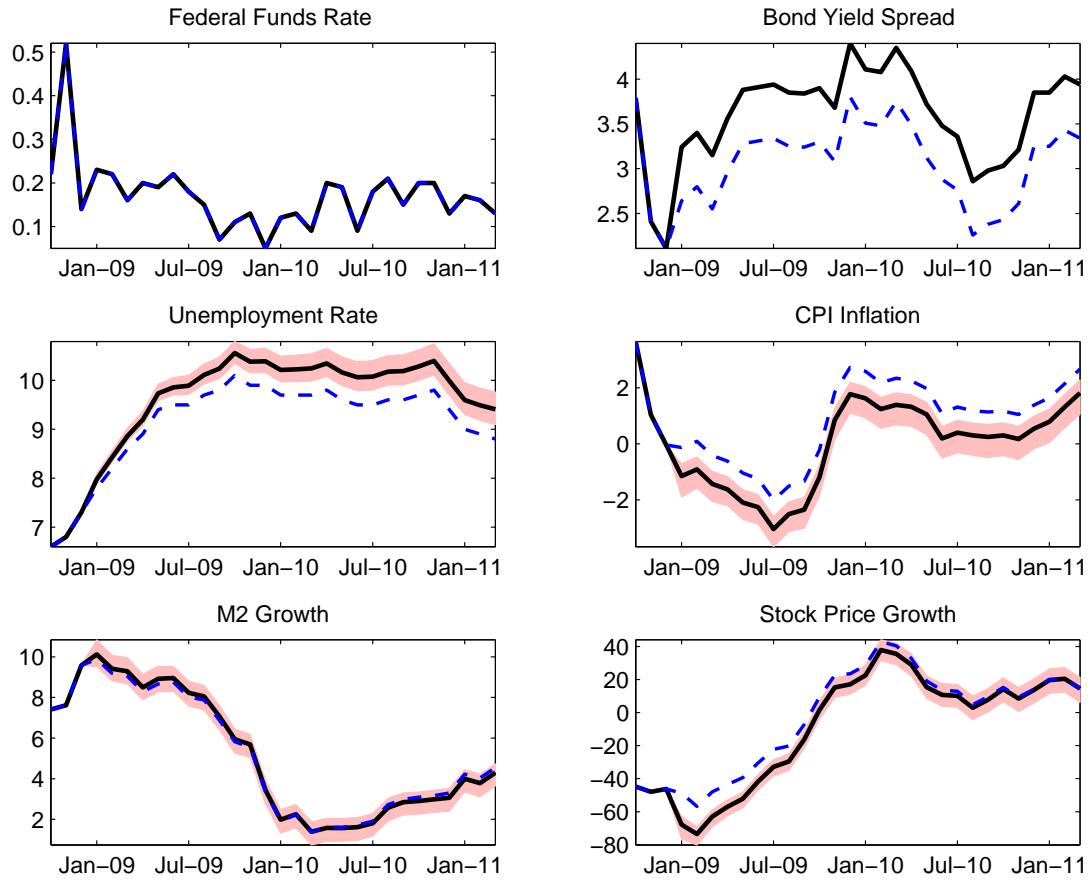 Federal Funds Rate
0.5
0.4
0.3
0.2
0.1
Jan−09 Jul−09 Jan−10 Jul−10 Jan−11
Bond Yield Spread
4
3.5
3
2.5
Jan−09 Jul−09 Jan−10 Jul−10 Jan−11
Unemployment Rate
10
9
8
7
Jan−09 Jul−09 Jan−10 Jul−10 Jan−11
CPI Inflation
2
0
−2
Jan−09 Jul−09 Jan−10 Jul−10 Jan−11
M2 Growth
10
8
6
4
2
Jan−09 Jul−09 Jan−10 Jul−10 Jan−11
Stock Price Growth
40
20
0
−20
−40
−60
−80
Jan−09 Jul−09 Jan−10 Jul−10 Jan−11